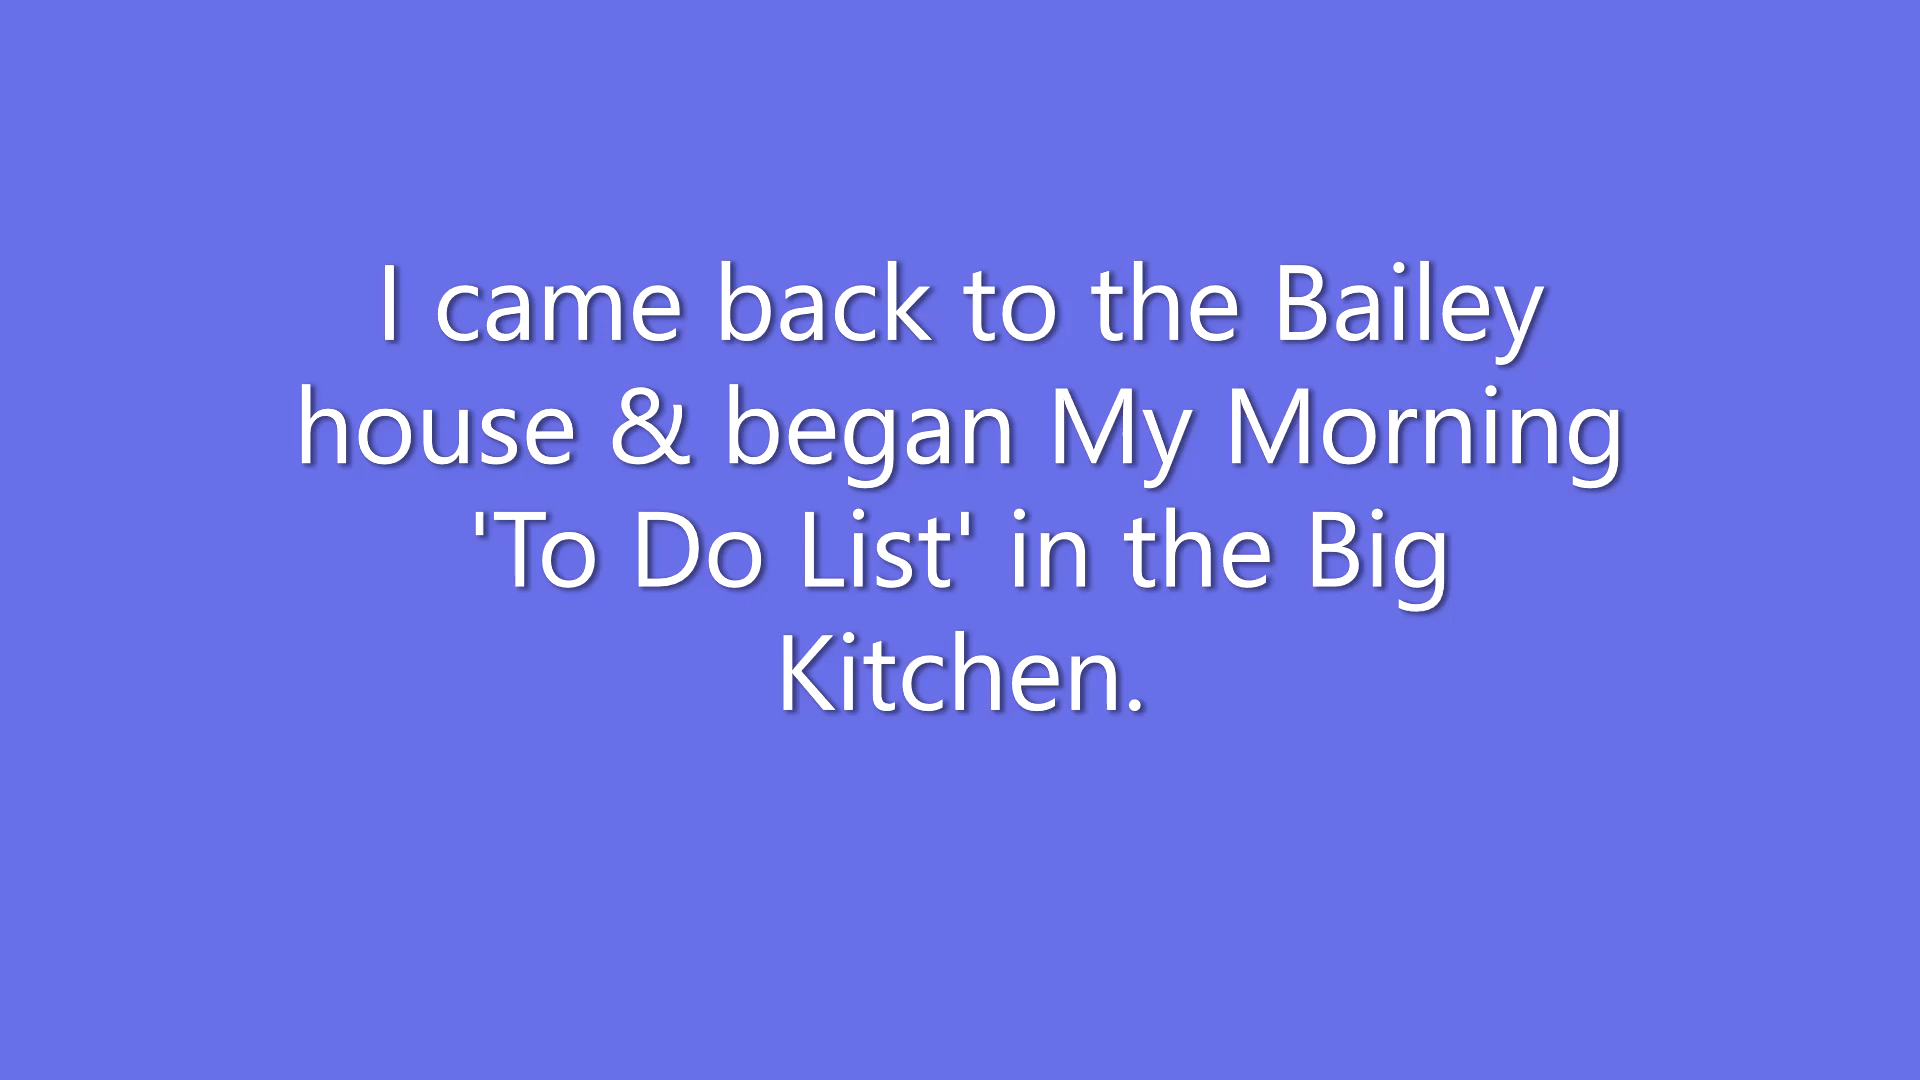 I came back to the Bailey
house & began My Morning
'To Do List' in the Big
Kitchen.